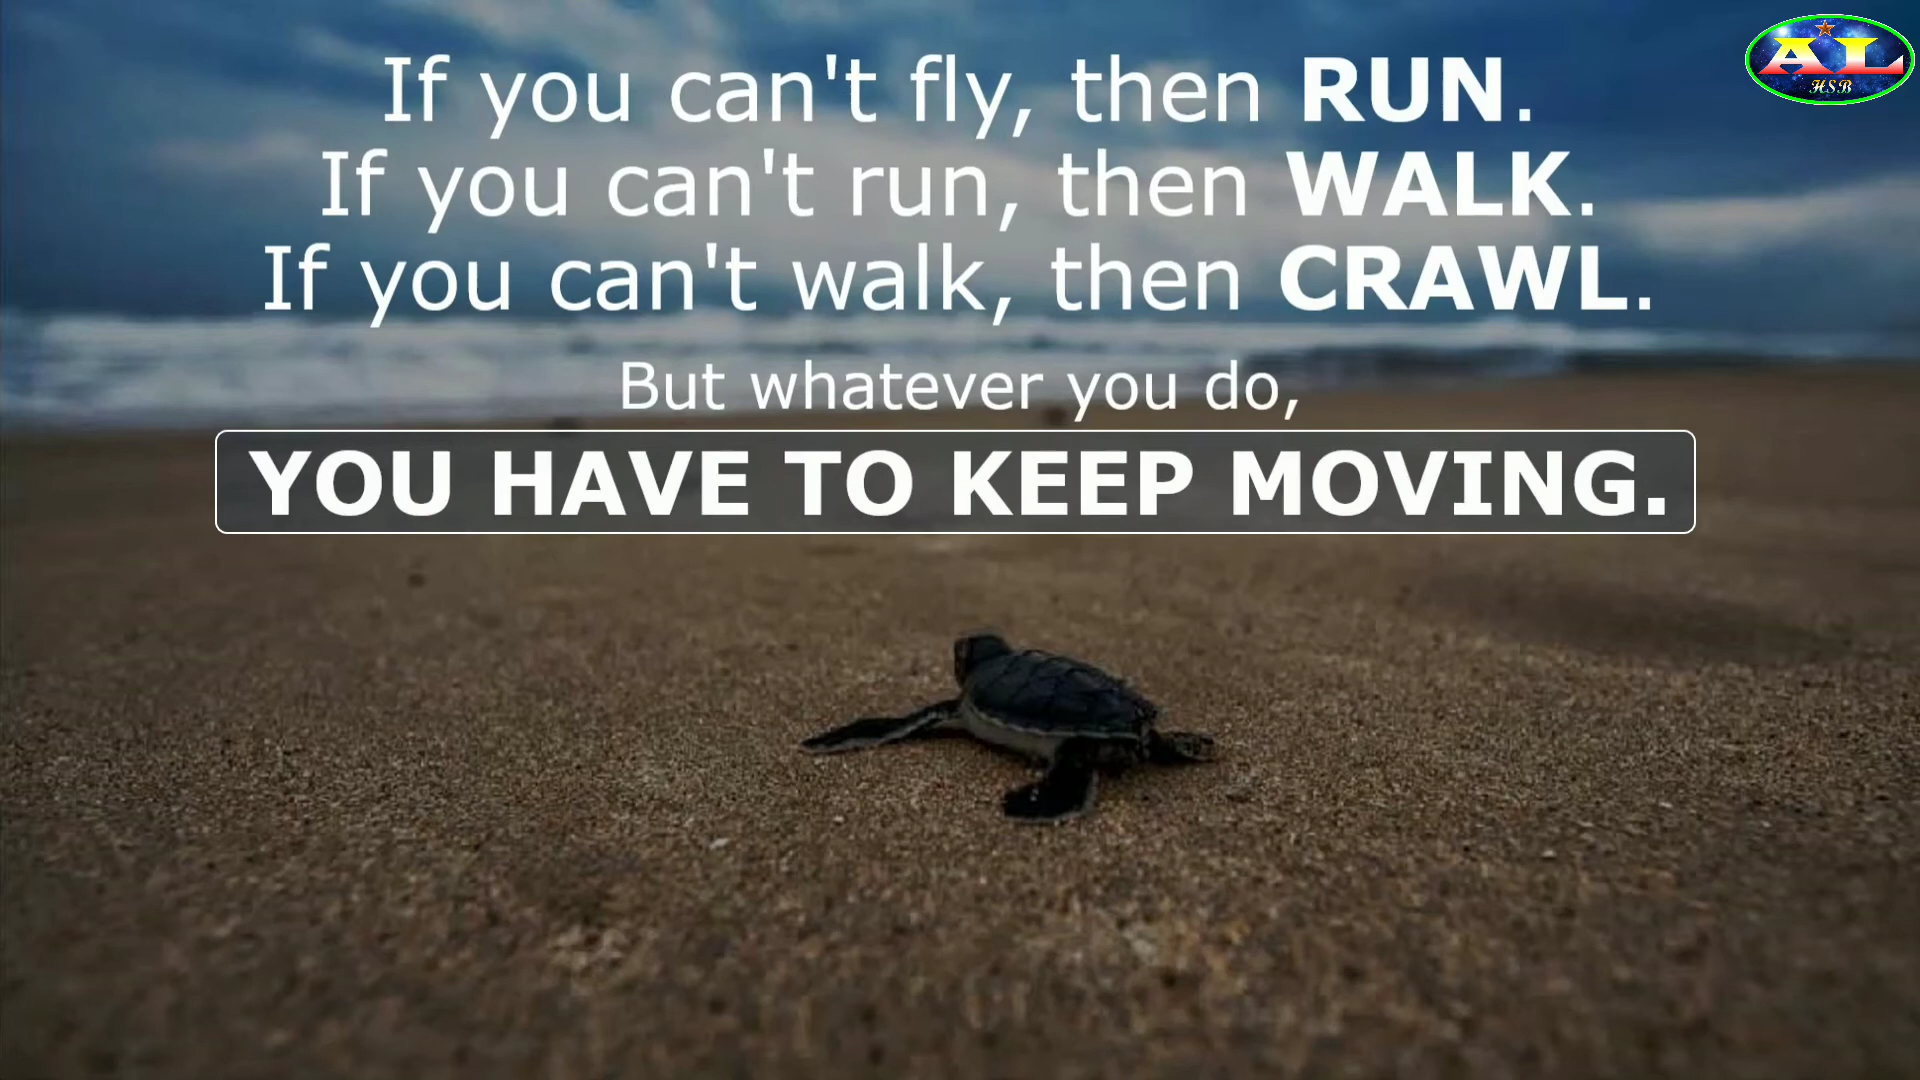 If you can't fly, then RUN.
If you can't run, then WALK.
If you can't walk, then CRAWL.
But whatever you do,
YOU HAVE TO KEEP MOVING.
AL
HSB